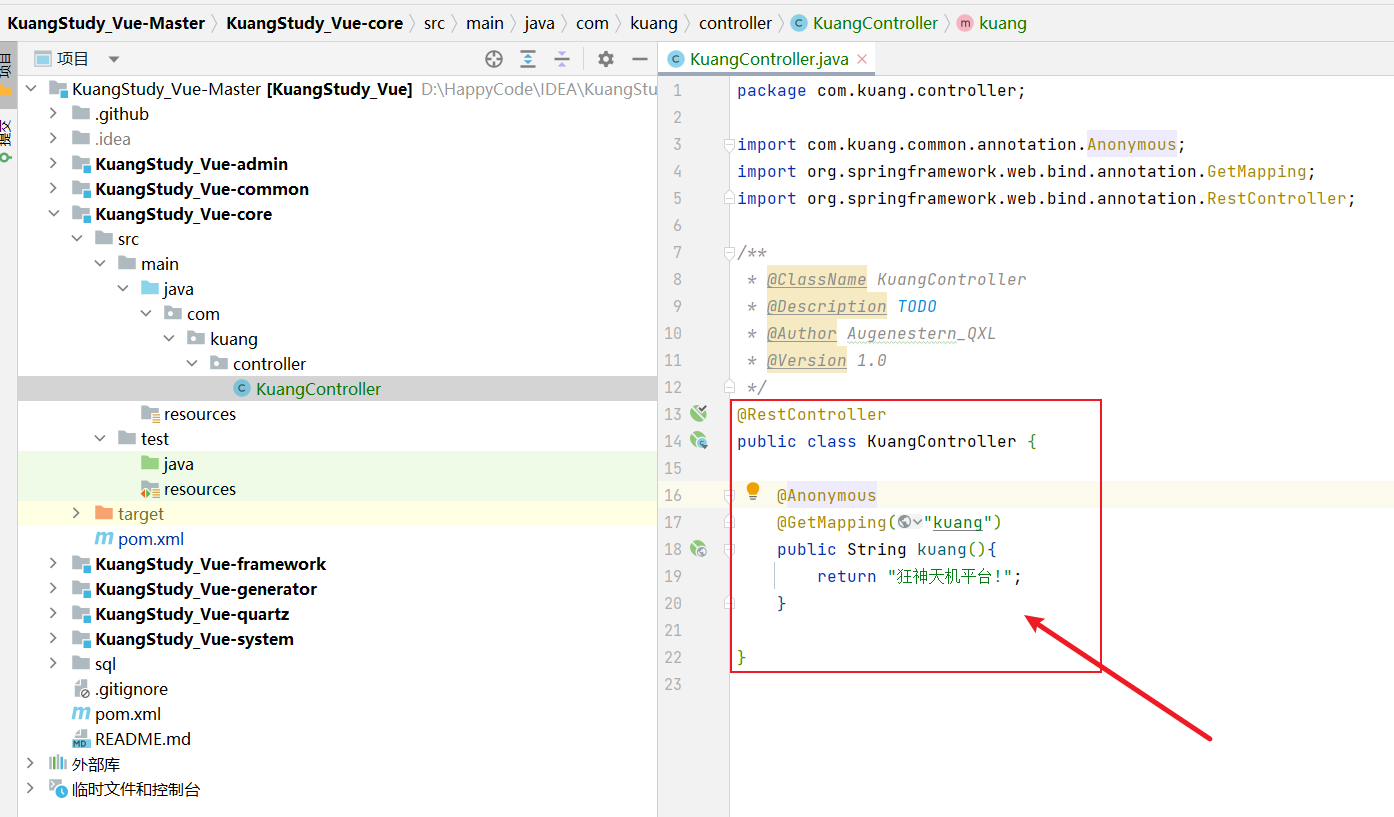 KuangStudy_Vue-Master KuangStudy_Vue-core src main java com kuang controller KuangController kuang
项目
提交
项目
KuangStudy_Vue-Master [KuangStudy_Vue] D:\HappyCode\IDEA\KuangStu
.github
.idea
KuangStudy_Vue-admin
KuangStudy_Vue-common
KuangStudy_Vue-core
src
main
java
com
kuang
controller
KuangController
resources
test
java
resources
target
pom.xml
KuangStudy_Vue-framework
KuangStudy_Vue-generator
KuangStudy_Vue-quartz
KuangStudy_Vue-system
sql
.gitignore
pom.xml
README.md
外部库
临时文件和控制台
KuangController.java
1 package com.kuang.controller;
2
3 import com.kuang.common.annotation.Anonymous;
4 import org.springframework.web.bind.annotation.GetMapping;
5 import org.springframework.web.bind.annotation.RestController;
6
7 /**
8 * @ClassName KuangController
9 * @Description TODO
10 * @Author Augenestern_QXL
11 * @Version 1.0
12 */
13 @RestController
14 public class KuangController {
15
16 @Anonymous
17 @GetMapping("kuang")
18 public String kuang(){
19 return "狂神天机平台!";
20 }
21
22 }
23